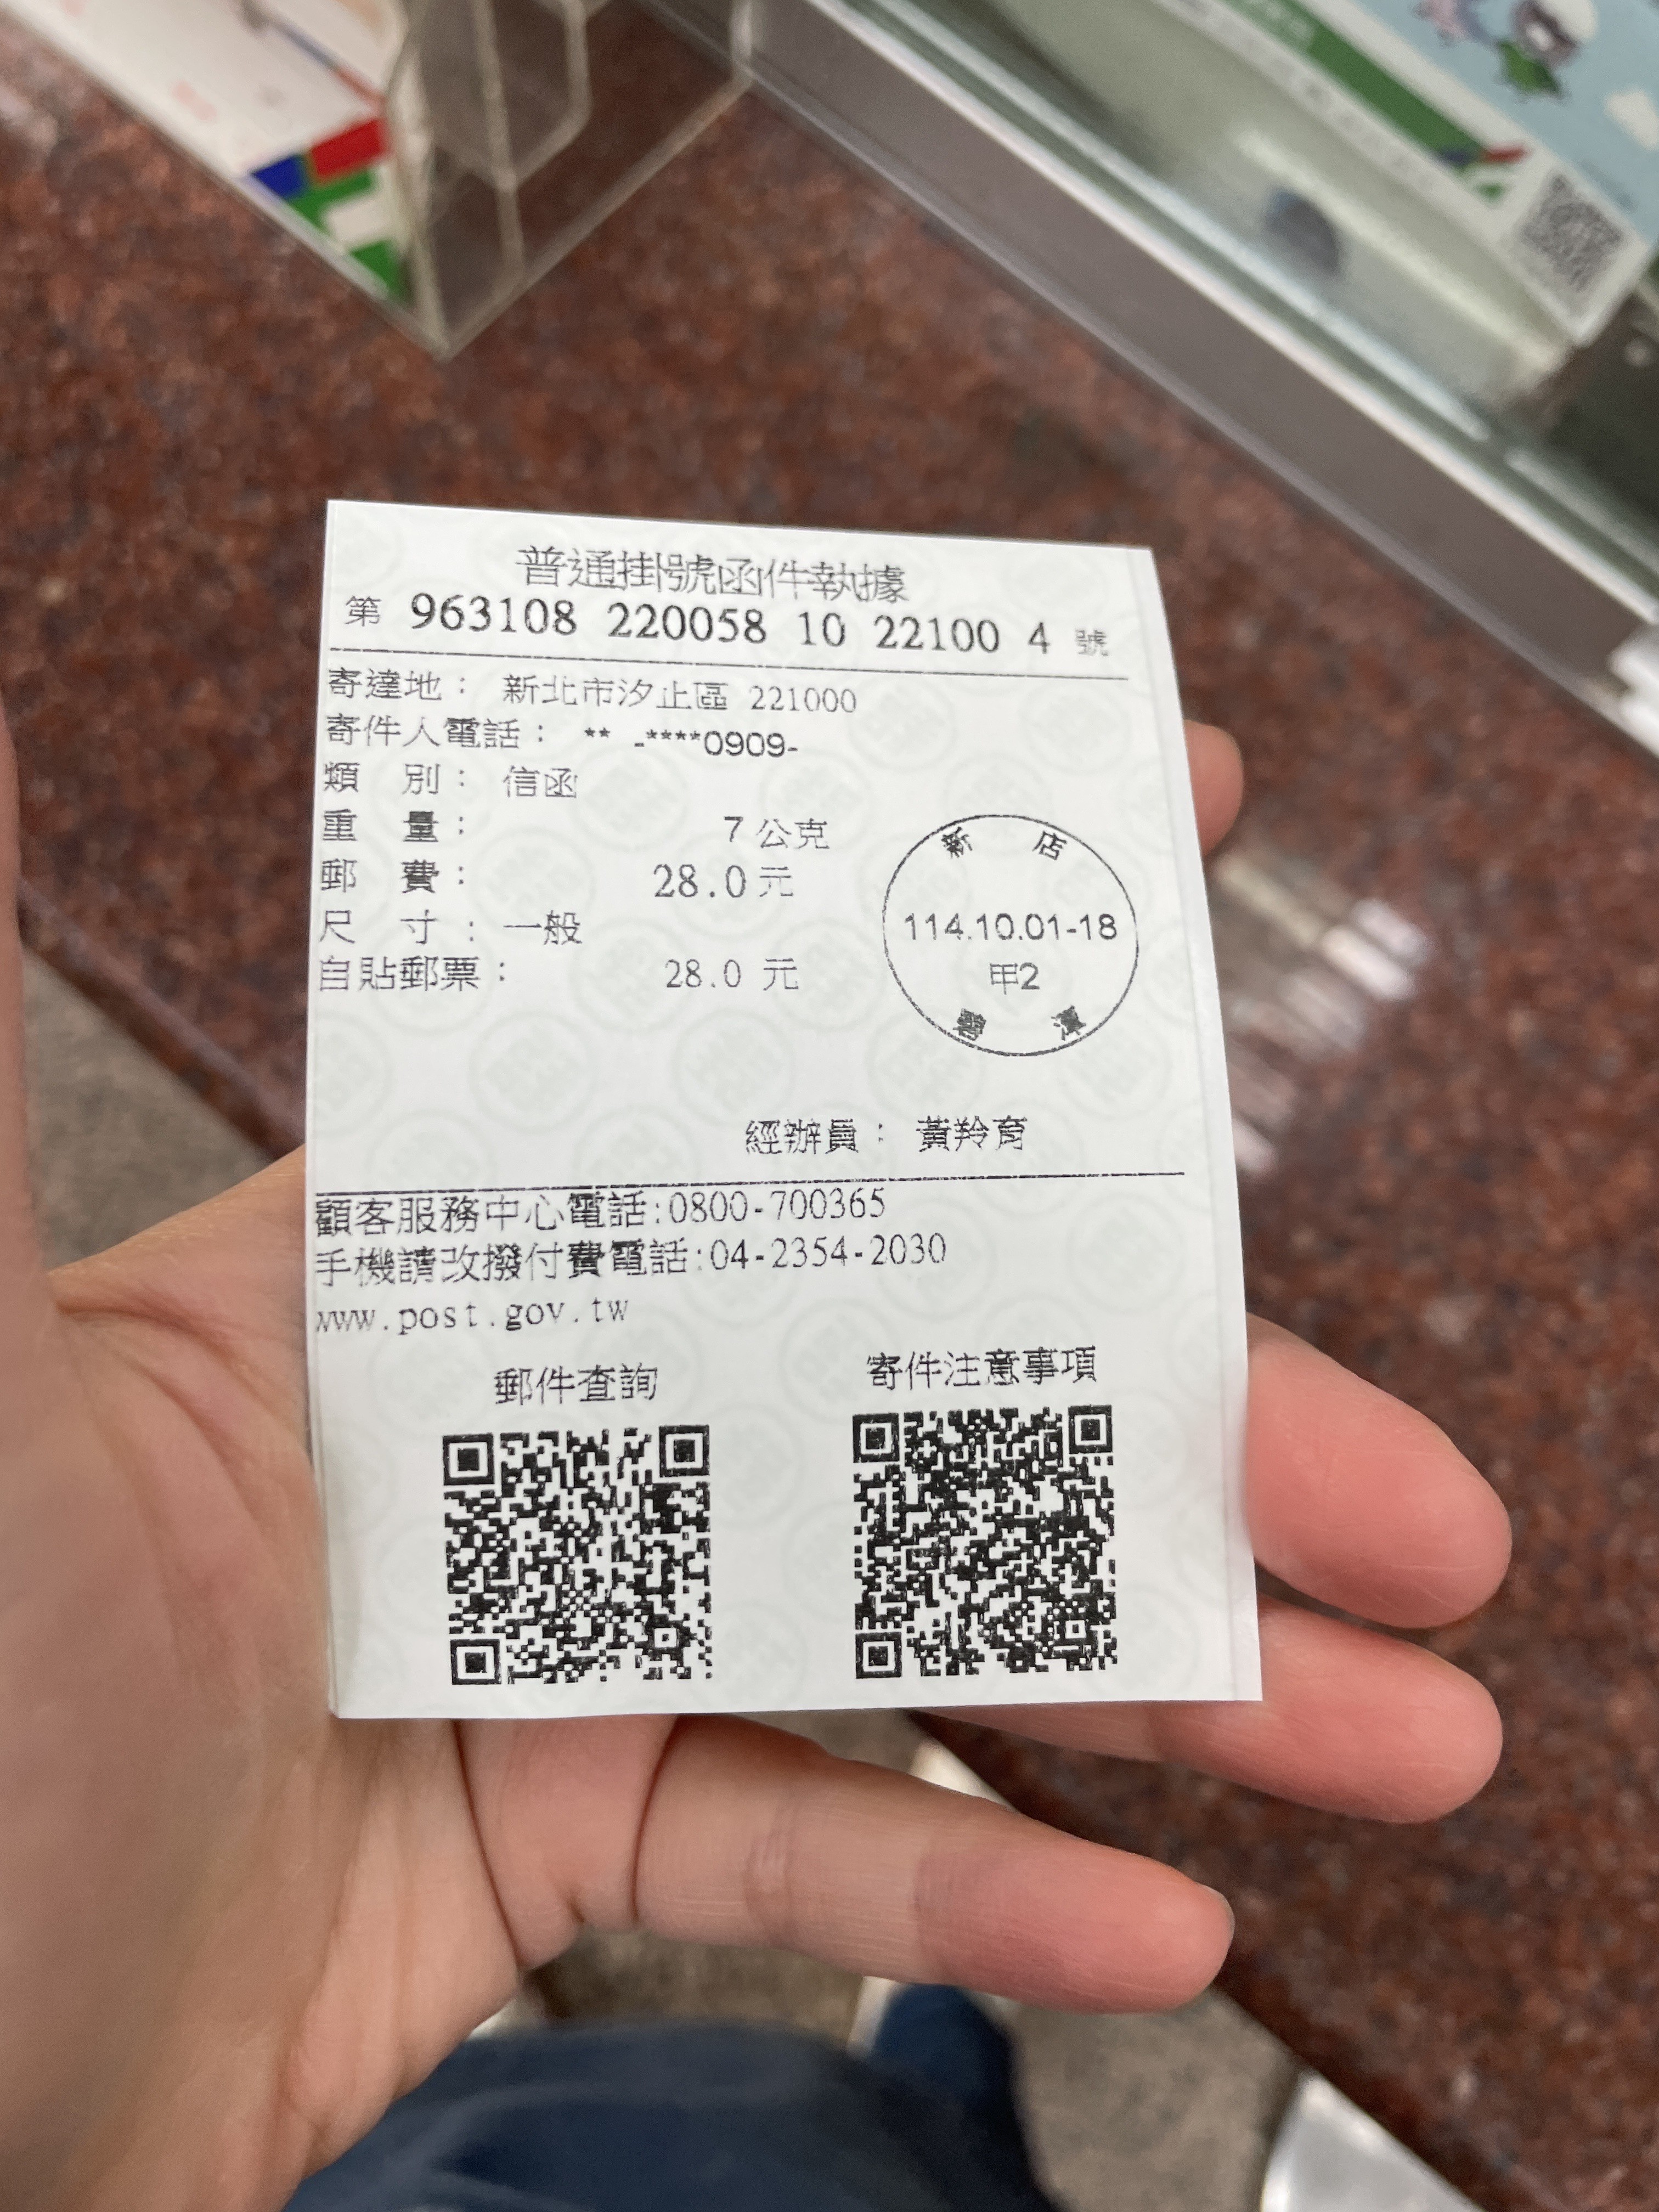 普通掛號函件執據
第 963108 220058 10 22100 4 號
寄達地： 新北市汐止區 221000
寄件人電話： ** -****0909-
類 別： 信函
重 量： 7 公克
郵 費： 28.0 元
尺 寸： 一般
自貼郵票： 28.0 元
新店
114.10.01-18
甲2
碧潭
經辦員： 黃羚育
顧客服務中心電話:0800-700365
手機請改撥付費電話:04-2354-2030
www.post.gov.tw
郵件查詢
寄件注意事項